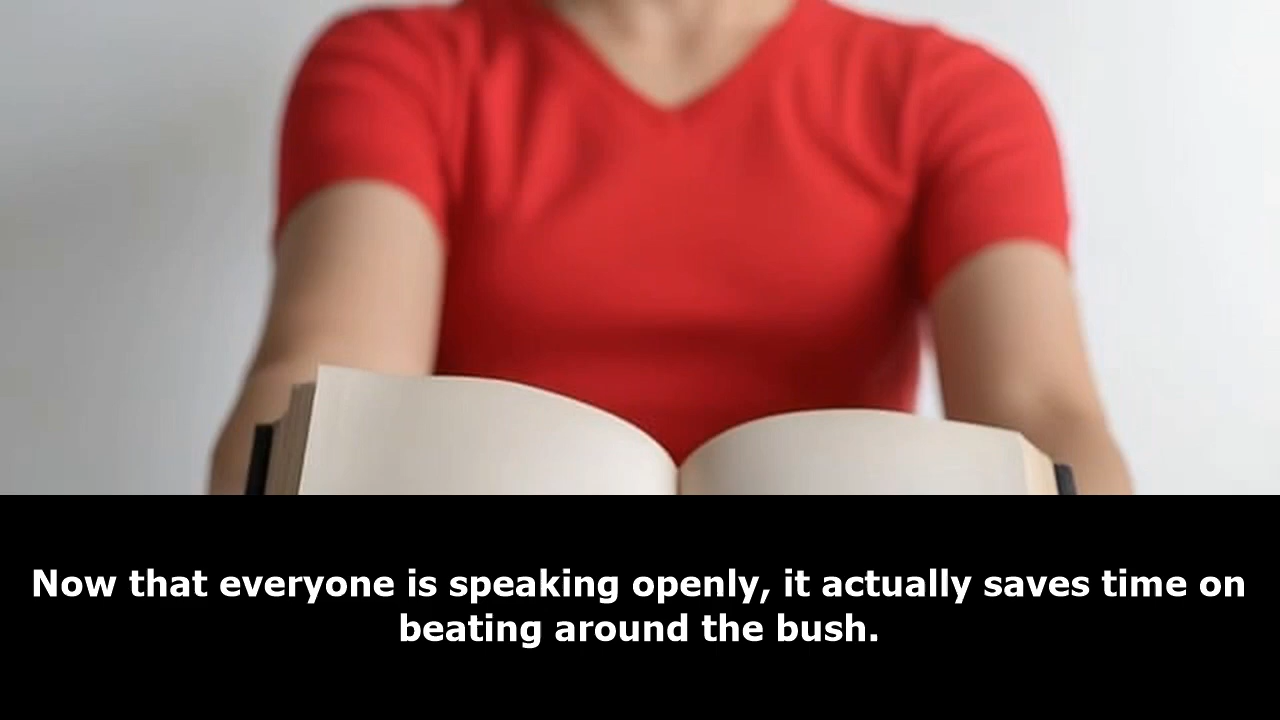 Now that everyone is speaking openly, it actually saves time on
beating around the bush.